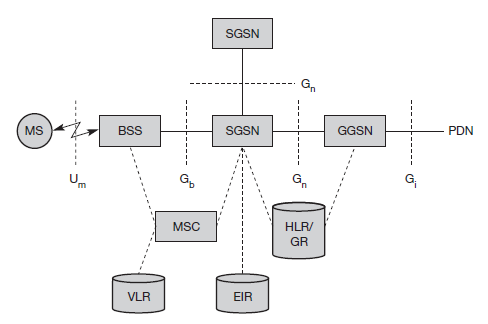 SGSN
Gn
MS
BSS
SGSN
GGSN
PDN
Um
Gb
Gn
Gi
MSC
HLR/
GR
VLR
EIR